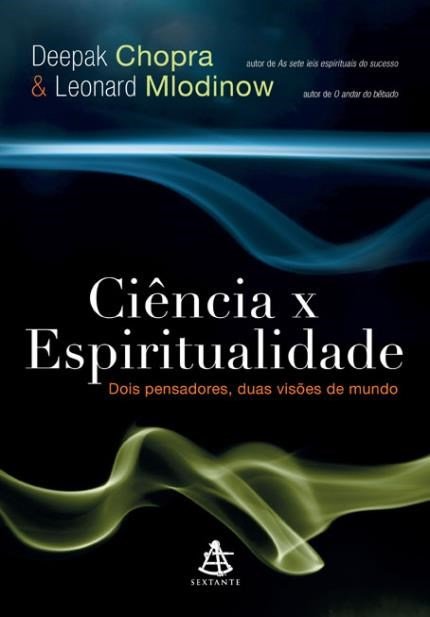 Deepak Chopra
autor de As sete leis espirituais do sucesso
& Leonard Mlodinow
autor de O andar do bêbado
Ciência x
Espiritualidade
Dois pensadores, duas visões de mundo
SEXTANTE